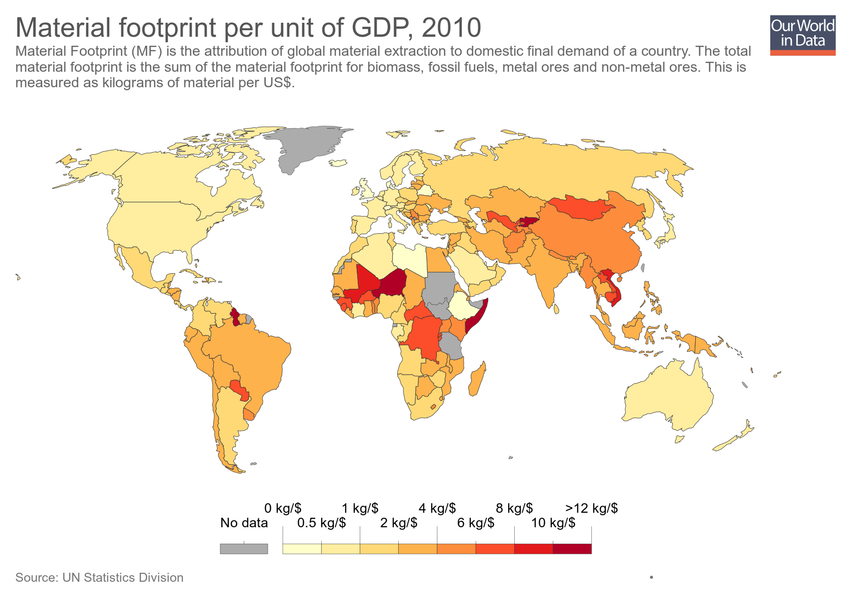 Material footprint per unit of GDP, 2010
Our World
in Data
Material Footprint (MF) is the attribution of global material extraction to domestic final demand of a country. The total
material footprint is the sum of the material footprint for biomass, fossil fuels, metal ores and non-metal ores. This is
measured as kilograms of material per US$.
0 kg/$ 1 kg/$ 4 kg/$ 8 kg/$ >12 kg/$
No data 0.5 kg/$ 2 kg/$ 6 kg/$ 10 kg/$
Source: UN Statistics Division